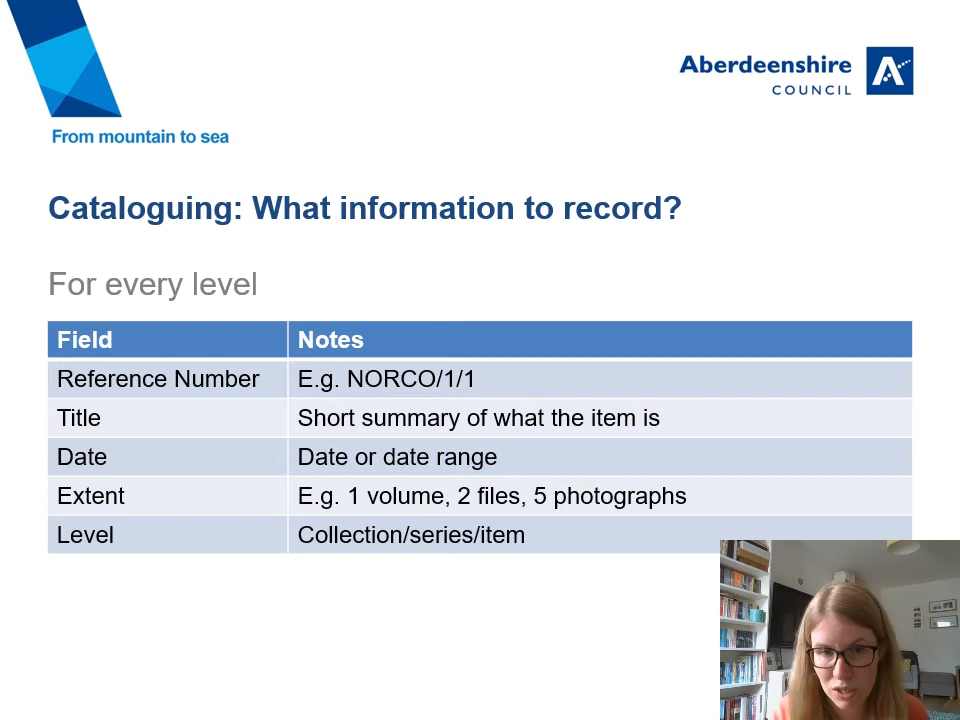 Aberdeenshire
COUNCIL
From mountain to sea
Cataloguing: What information to record?
For every level
Field Notes
Reference Number E.g. NORCO/1/1
Title Short summary of what the item is
Date Date or date range
Extent E.g. 1 volume, 2 files, 5 photographs
Level Collection/series/item